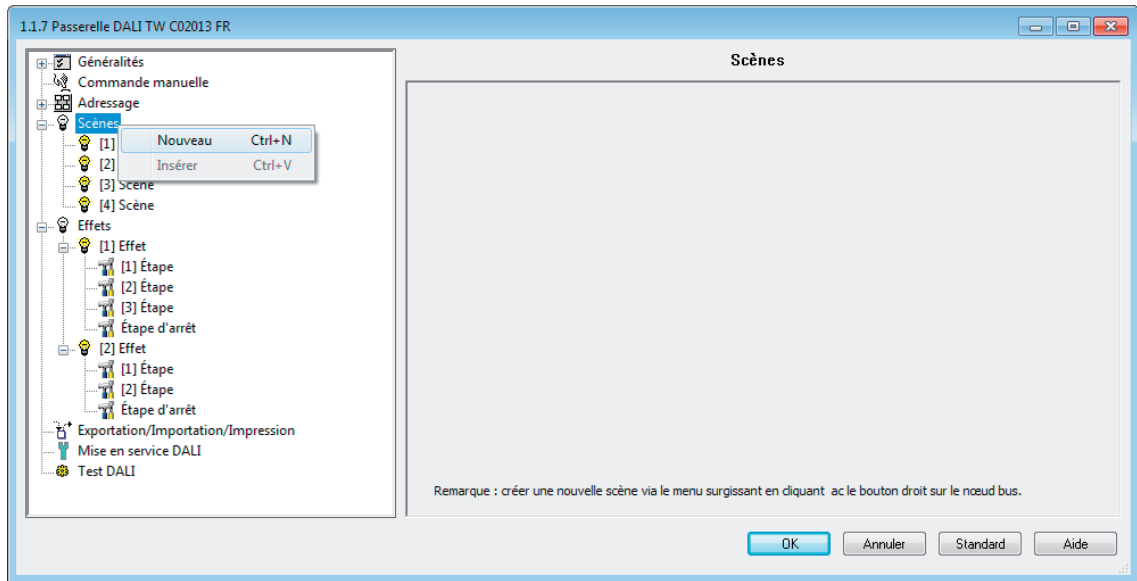 1.1.7 Passerelle DALI TW C02013 FR
Généralités
Commande manuelle
Adressage
Scènes
[1]
[2]
[3] Scène
[4] Scène
Nouveau Ctrl+N
Insérer Ctrl+V
Effets
[1] Effet
[1] Étape
[2] Étape
[3] Étape
Étape d'arrêt
[2] Effet
[1] Étape
[2] Étape
Étape d'arrêt
Exportation/Importation/Impression
Mise en service DALI
Test DALI
Scènes
Remarque : créer une nouvelle scène via le menu surgissant en cliquant ac le bouton droit sur le nœud bus.
OK Annuler Standard Aide